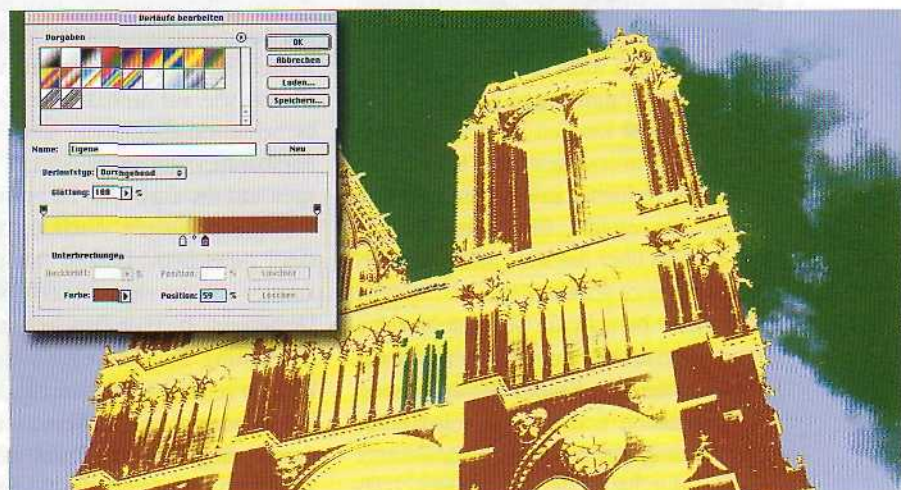 Verläufe bearbeiten
Vorgaben
OK
Abbrechen
Laden...
Speichern...
Name: Eigene
Neu
Verlaufstyp: Durchgehend
Glättung: 100 %
Unterbrechungen
Deckkraft: % Position: % Löschen
Farbe: Position: 59 % Löschen